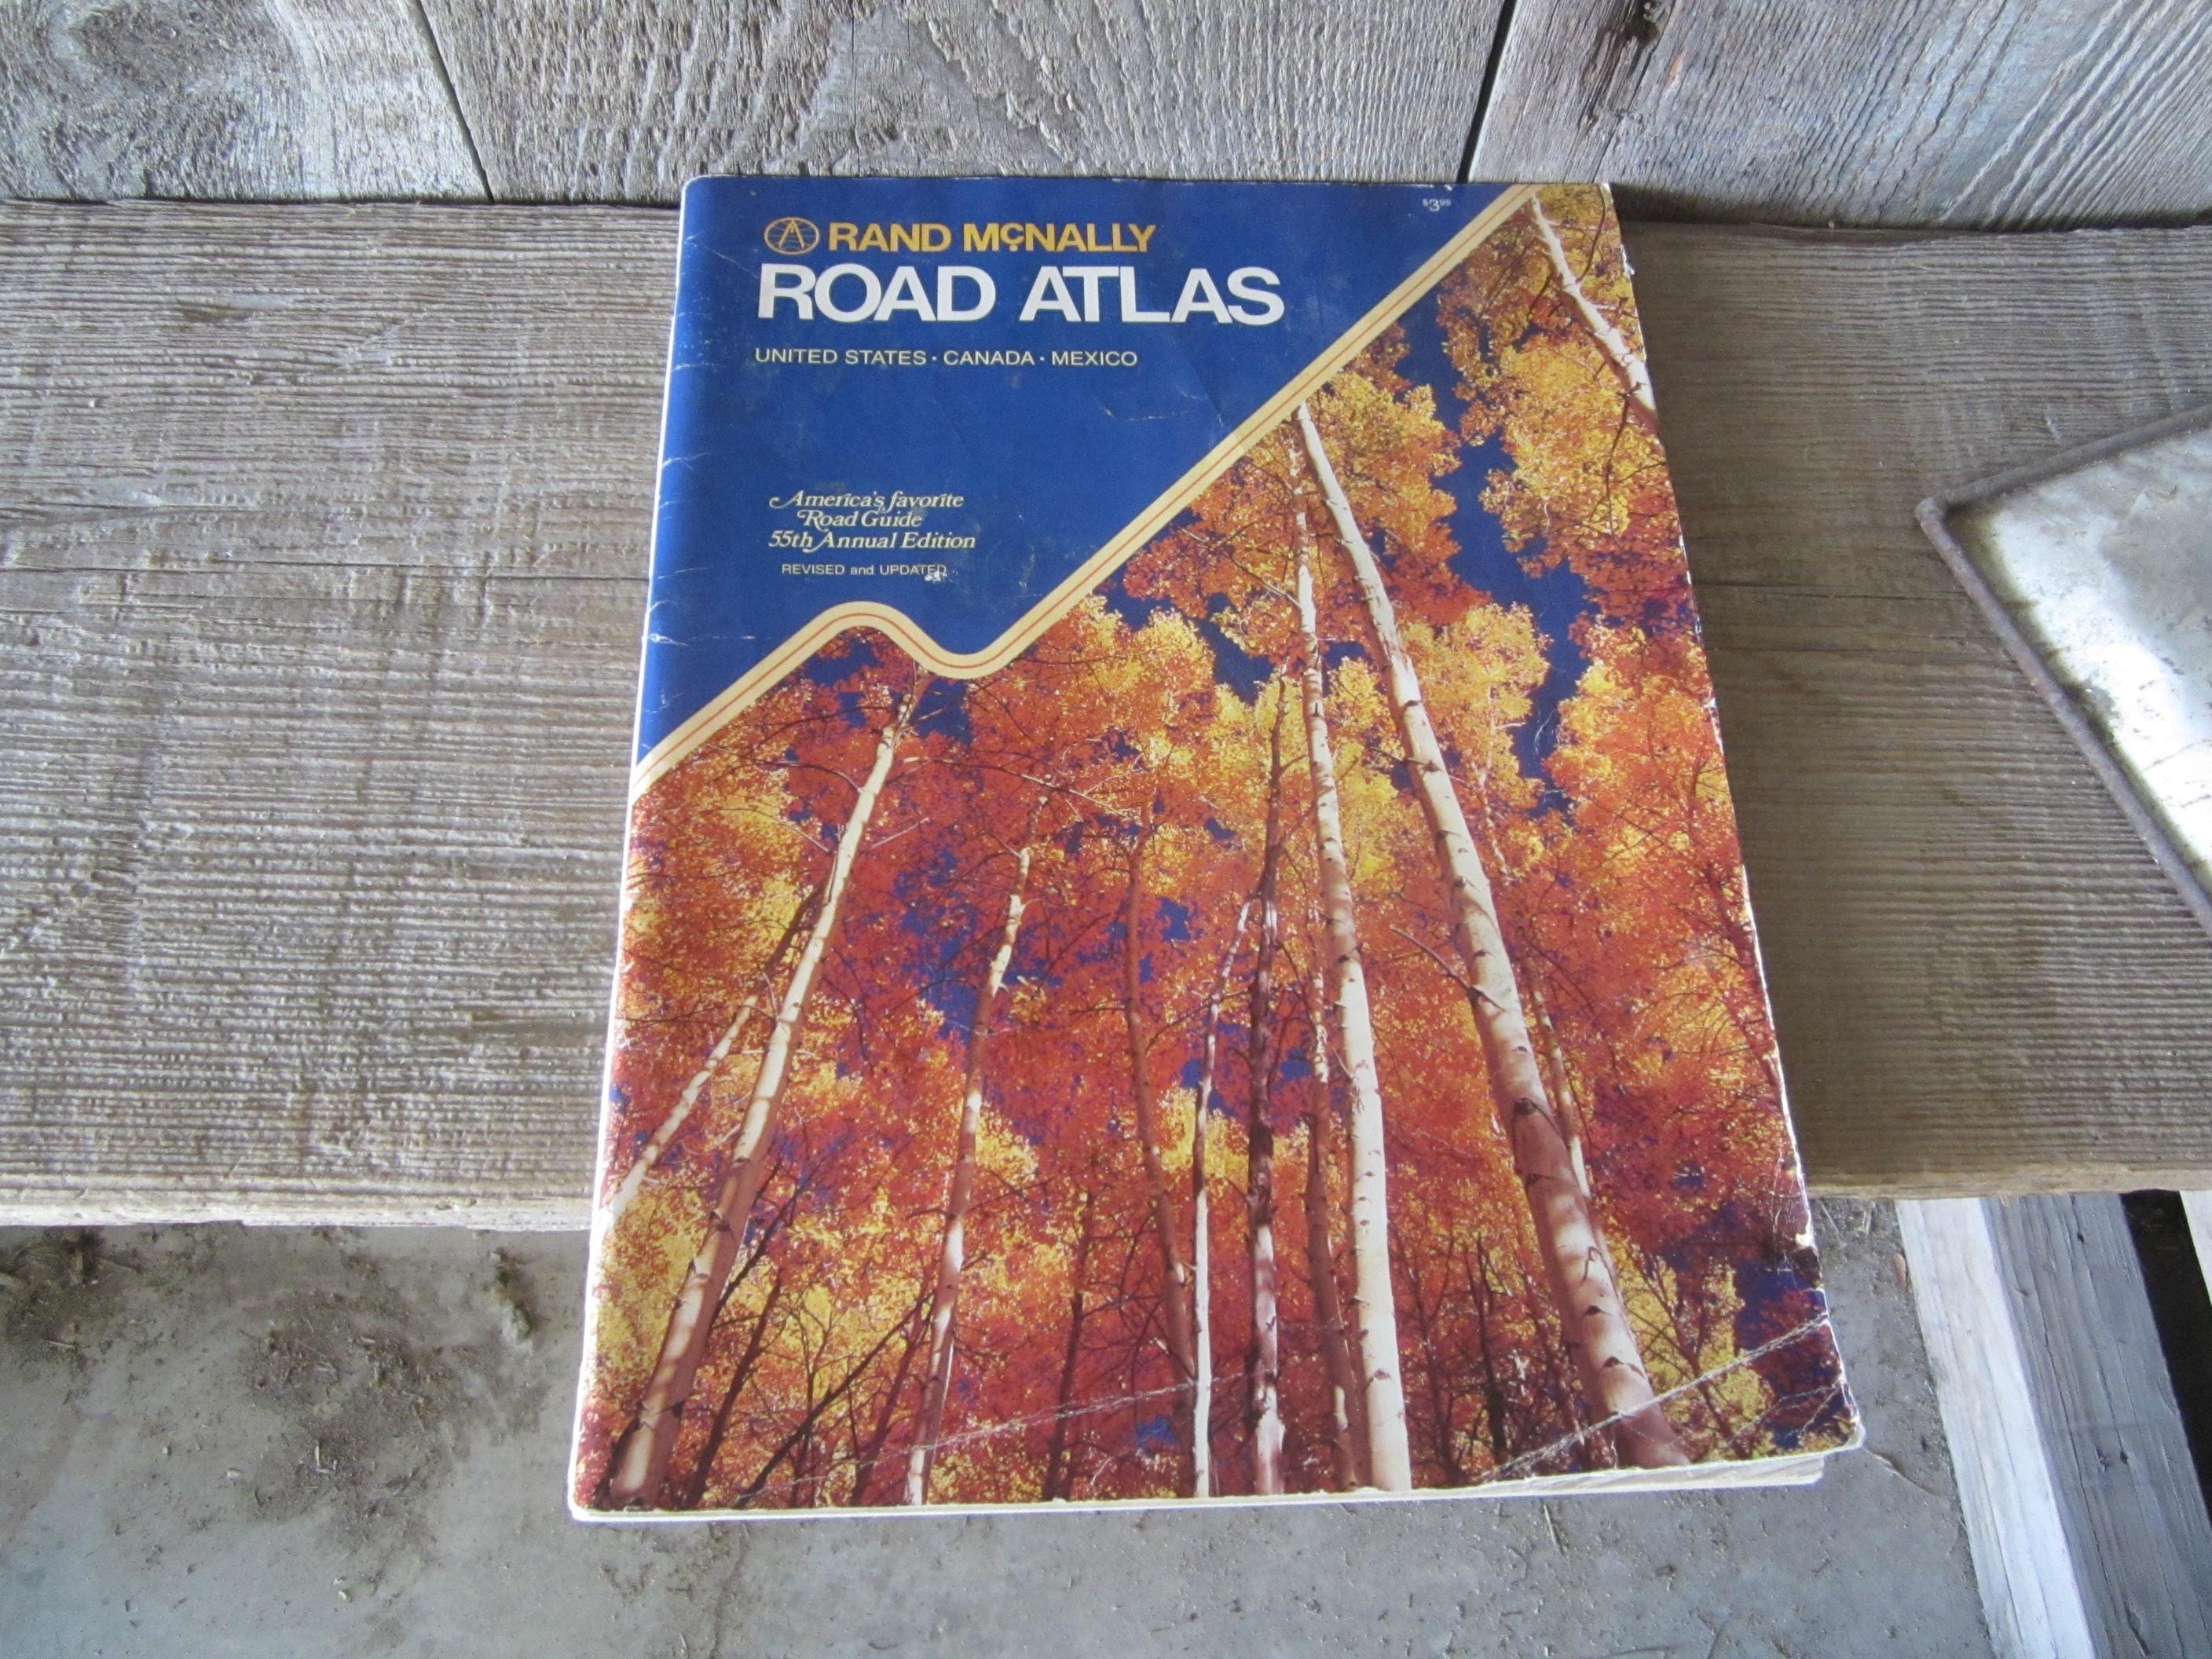 $3.95
RAND McNALLY
ROAD ATLAS
UNITED STATES · CANADA · MEXICO
America's favorite
Road Guide
55th Annual Edition
REVISED and UPDATED